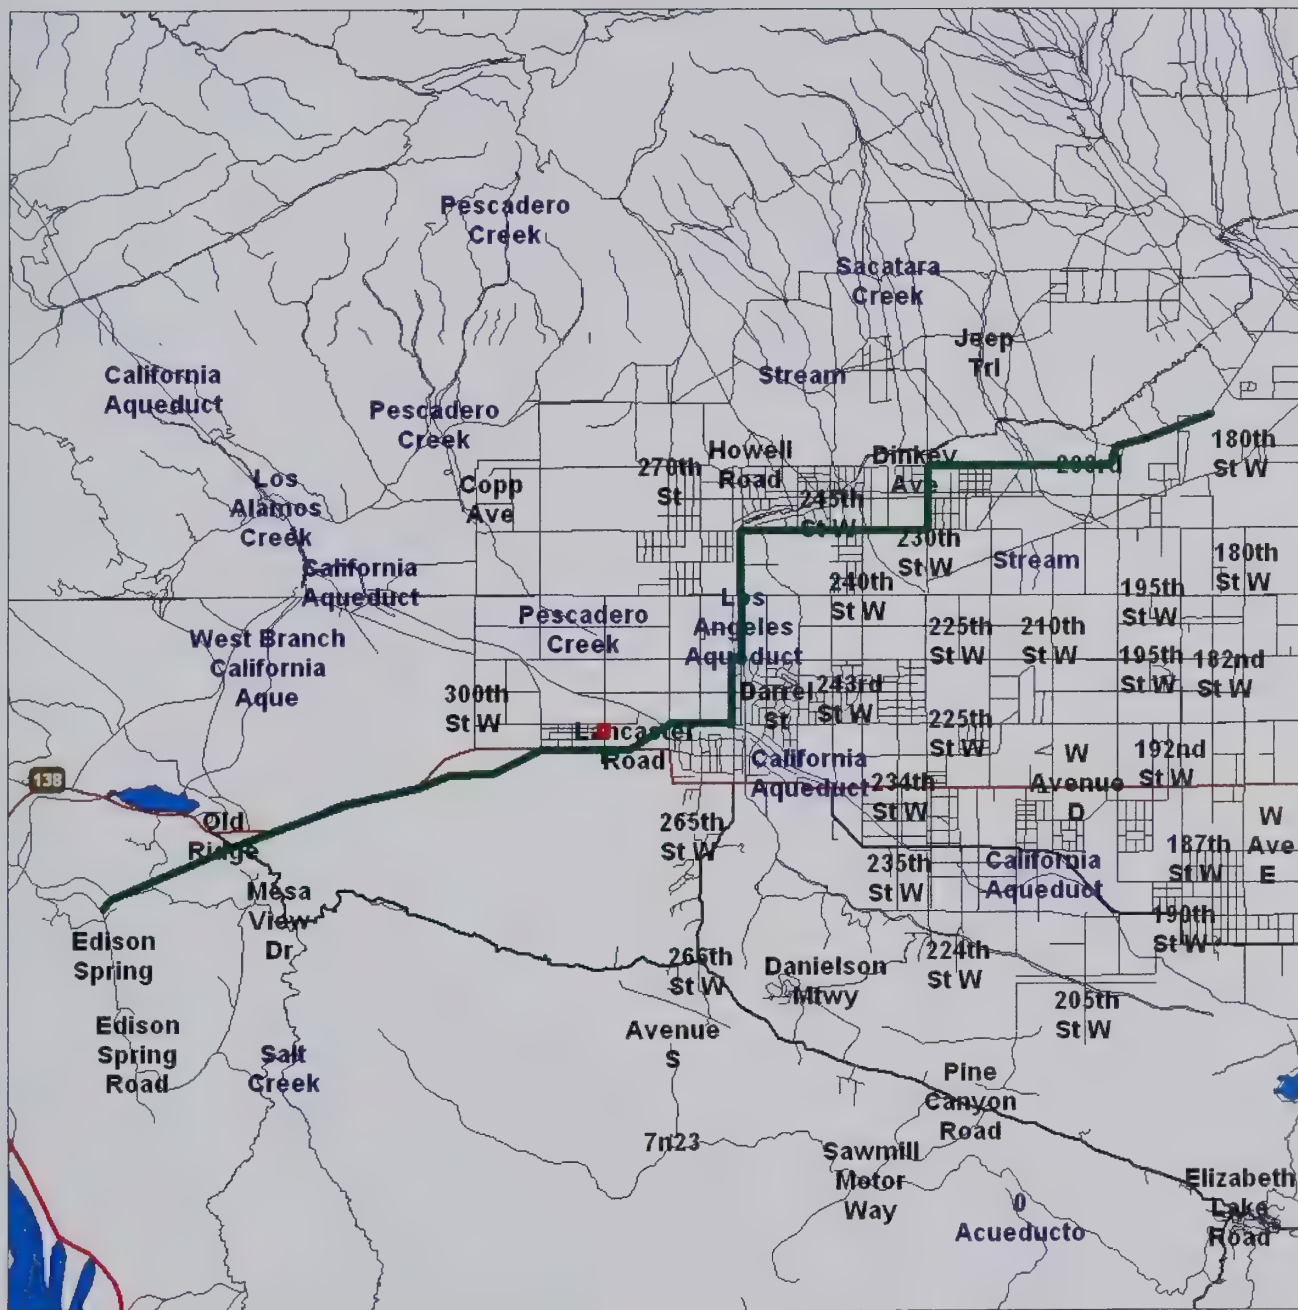 Pescadero
Creek
Sacatara
Creek
Jeep
Trl
California
Aqueduct
Stream
Pescadero
Creek
Howell
Road
Dinkey
Ave
180th
St W
270th
St
Los
Alamos
Creek
Copp
Ave
245th
St W
203rd
230th
St W
Stream
180th
St W
California
Aqueduct
240th
St W
195th
St W
Pescadero
Creek
Los
Angeles
Aqueduct
225th
St W
210th
St W
West Branch
California
Aque
195th
St W
182nd
St W
300th
St W
Darrel
St
243rd
St W
Lancaster
Road
225th
St W
California
Aqueduct
W
Avenue
D
192nd
St W
138
234th
St W
Old
Ridge
265th
St W
W
Ave
E
235th
St W
California
Aqueduct
187th
St W
Mesa
View
Dr
190th
St W
Edison
Spring
266th
St W
Danielson
Mtwy
224th
St W
205th
St W
Edison
Spring
Road
Avenue
S
Salt
Creek
Pine
Canyon
Road
7n23
Sawmill
Motor
Way
Elizabeth
Lake
Road
0
Acueducto